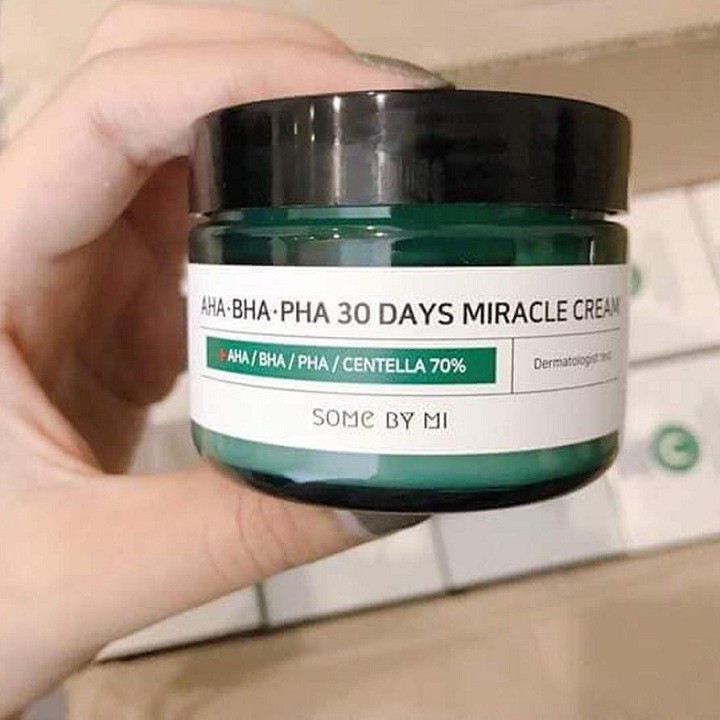 AHA·BHA·PHA 30 DAYS MIRACLE CREAM
AHA / BHA / PHA / CENTELLA 70%
Dermatologist test
SOME BY MI